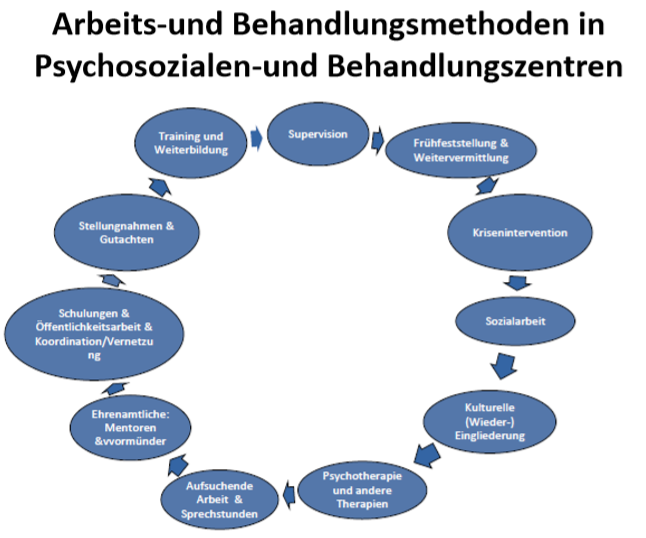 Arbeits-und Behandlungsmethoden in
Psychosozialen-und Behandlungszentren
Supervision
Frühfeststellung &
Weitervermittlung
Krisenintervention
Sozialarbeit
Kulturelle
(Wieder-)
Eingliederung
Psychotherapie
und andere
Therapien
Aufsuchende
Arbeit &
Sprechstunden
Ehrenamtliche:
Mentoren
&vvormünder
Schulungen &
Öffentlichkeitsarbeit &
Koordination/Vernetzu
ng
Stellungnahmen &
Gutachten
Training und
Weiterbildung